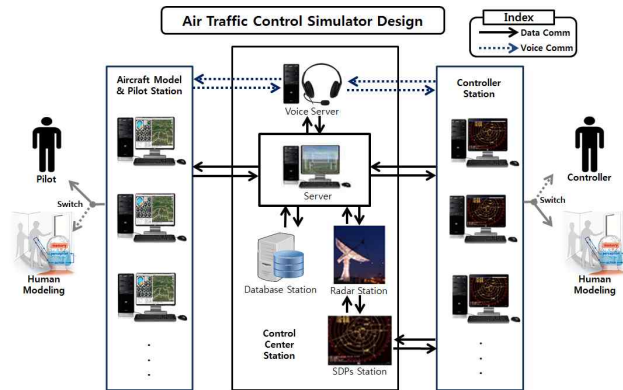 Air Traffic Control Simulator Design
Index
Data Comm
Voice Comm
Aircraft Model
& Pilot Station
Voice Server
Controller
Station
Pilot
Switch
Human
Modeling
Server
Database Station
Radar Station
Control
Center
Station
SDPs Station
Controller
Switch
Human
Modeling